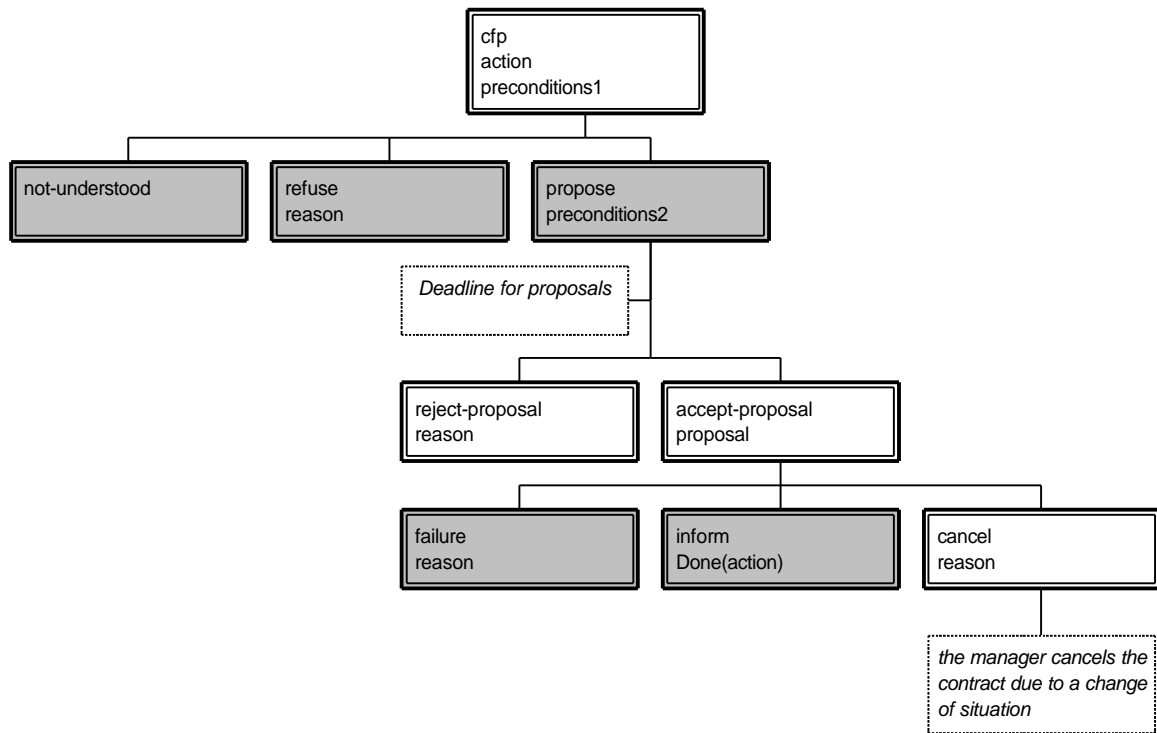 cfp
action
preconditions1
not-understood
refuse
reason
propose
preconditions2
Deadline for proposals
reject-proposal
reason
accept-proposal
proposal
failure
reason
inform
Done(action)
cancel
reason
the manager cancels the
contract due to a change
of situation